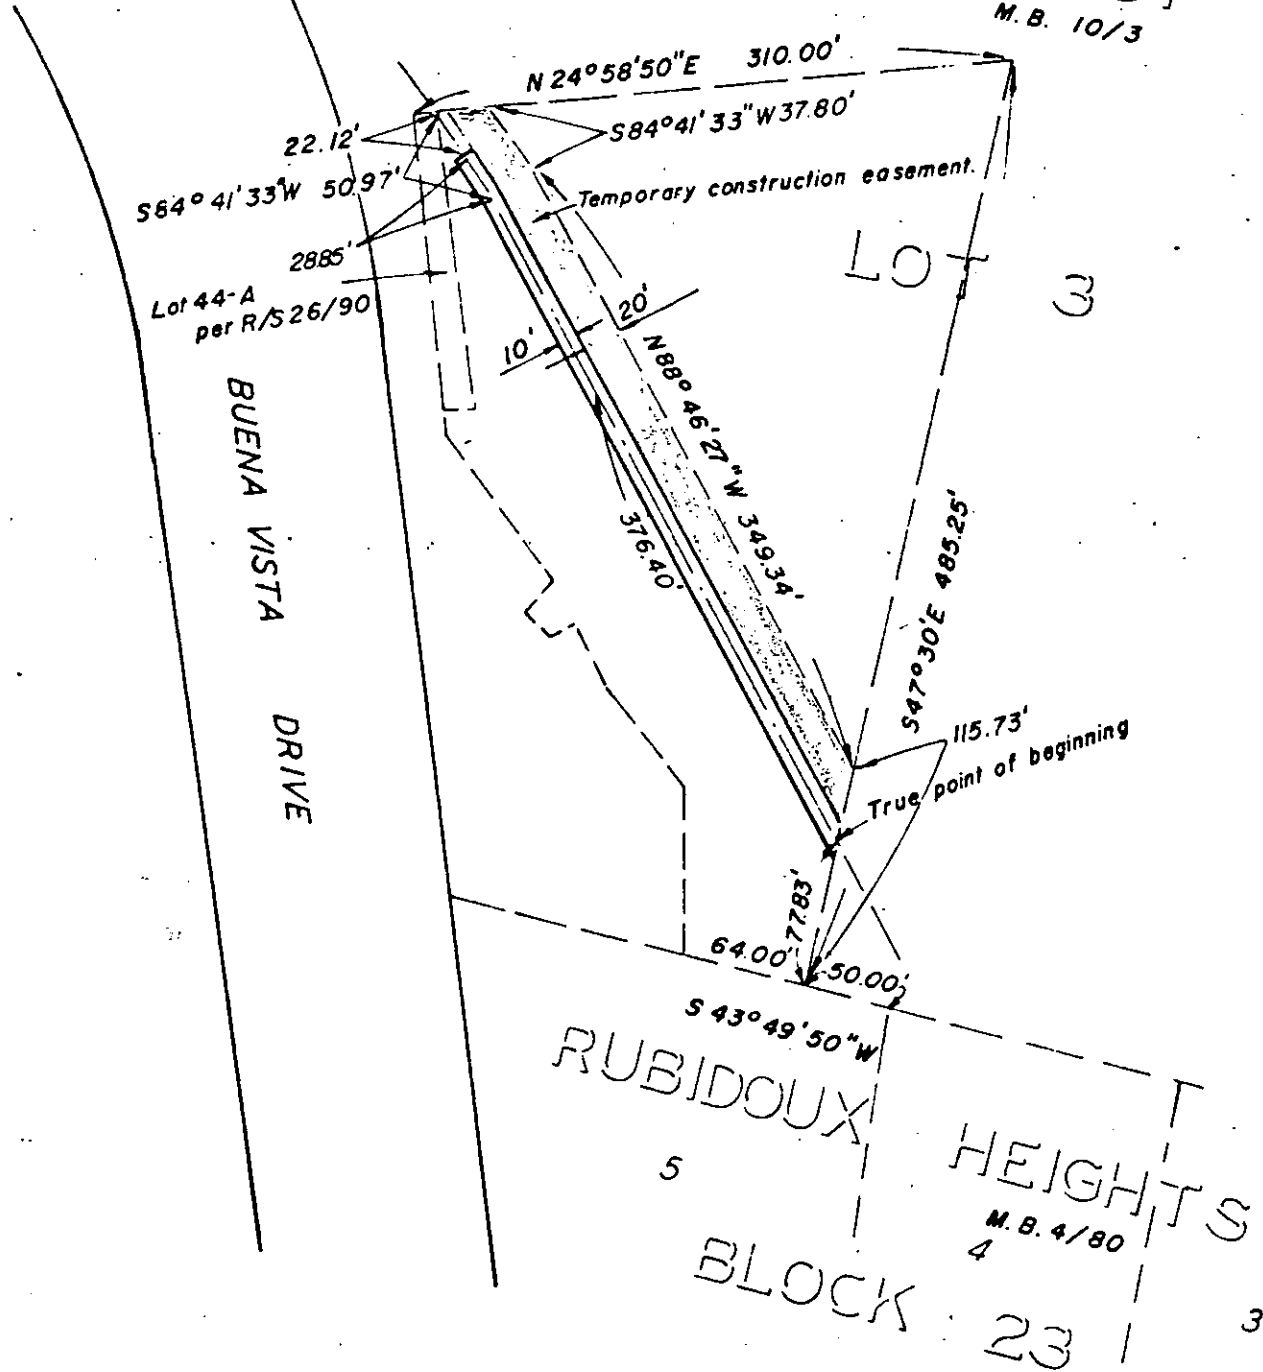 M.B. 10/3
N 24°58'50"E 310.00'
22.12'
S84°41'33"W 37.80'
S84°41'33"W 50.97'
Temporary construction easement.
28.85'
LOT 3
Lot 44-A
per R/S 26/90
20'
10'
N88°46'27"W 349.34'
BUENA VISTA DRIVE
376.40'
S47°30'E 485.25'
115.73'
True point of beginning
77.83'
64.00'
50.00'
S 43°49'50"W
RUBIDOUX HEIGHTS
5
M.B. 4/80
4
BLOCK 23
3